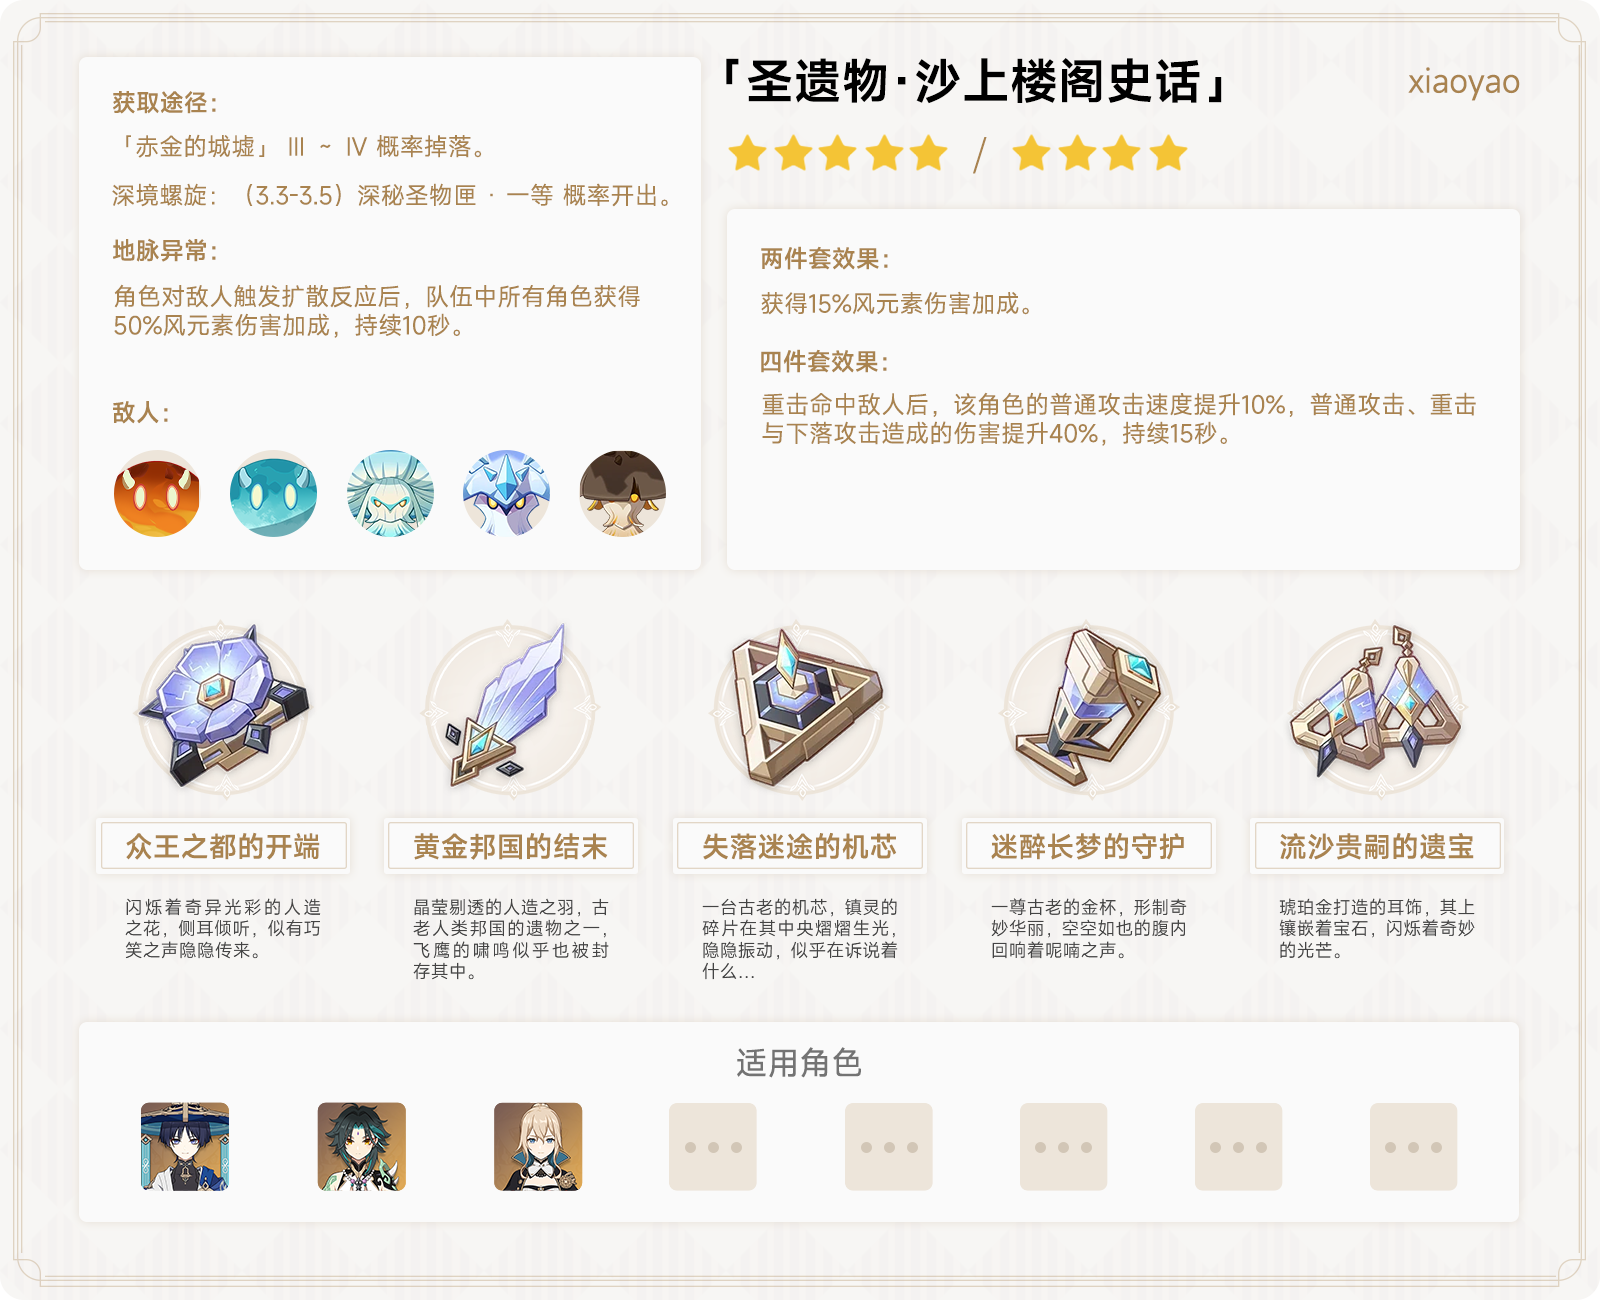 获取途径：
「赤金的城墟」 III ~ IV 概率掉落。
深境螺旋：（3.3-3.5）深秘圣物匣 · 一等 概率开出。
地脉异常：
角色对敌人触发扩散反应后，队伍中所有角色获得
50%风元素伤害加成，持续10秒。
敌人：
「圣遗物·沙上楼阁史话」
xiaoyao
/
两件套效果：
获得15%风元素伤害加成。
四件套效果：
重击命中敌人后，该角色的普通攻击速度提升10%，普通攻击、重击
与下落攻击造成的伤害提升40%，持续15秒。
众王之都的开端
闪烁着奇异光彩的人造
之花，侧耳倾听，似有巧
笑之声隐隐传来。
黄金邦国的结末
晶莹剔透的人造之羽，古
老人类邦国的遗物之一，
飞鹰的啸鸣似乎也被封
存其中。
失落迷途的机芯
一台古老的机芯，镇灵的
碎片在其中央熠熠生光，
隐隐振动，似乎在诉说着
什么...
迷醉长梦的守护
一尊古老的金杯，形制奇
妙华丽，空空如也的腹内
回响着呢喃之声。
流沙贵嗣的遗宝
琥珀金打造的耳饰，其上
镶嵌着宝石，闪烁着奇妙
的光芒。
适用角色